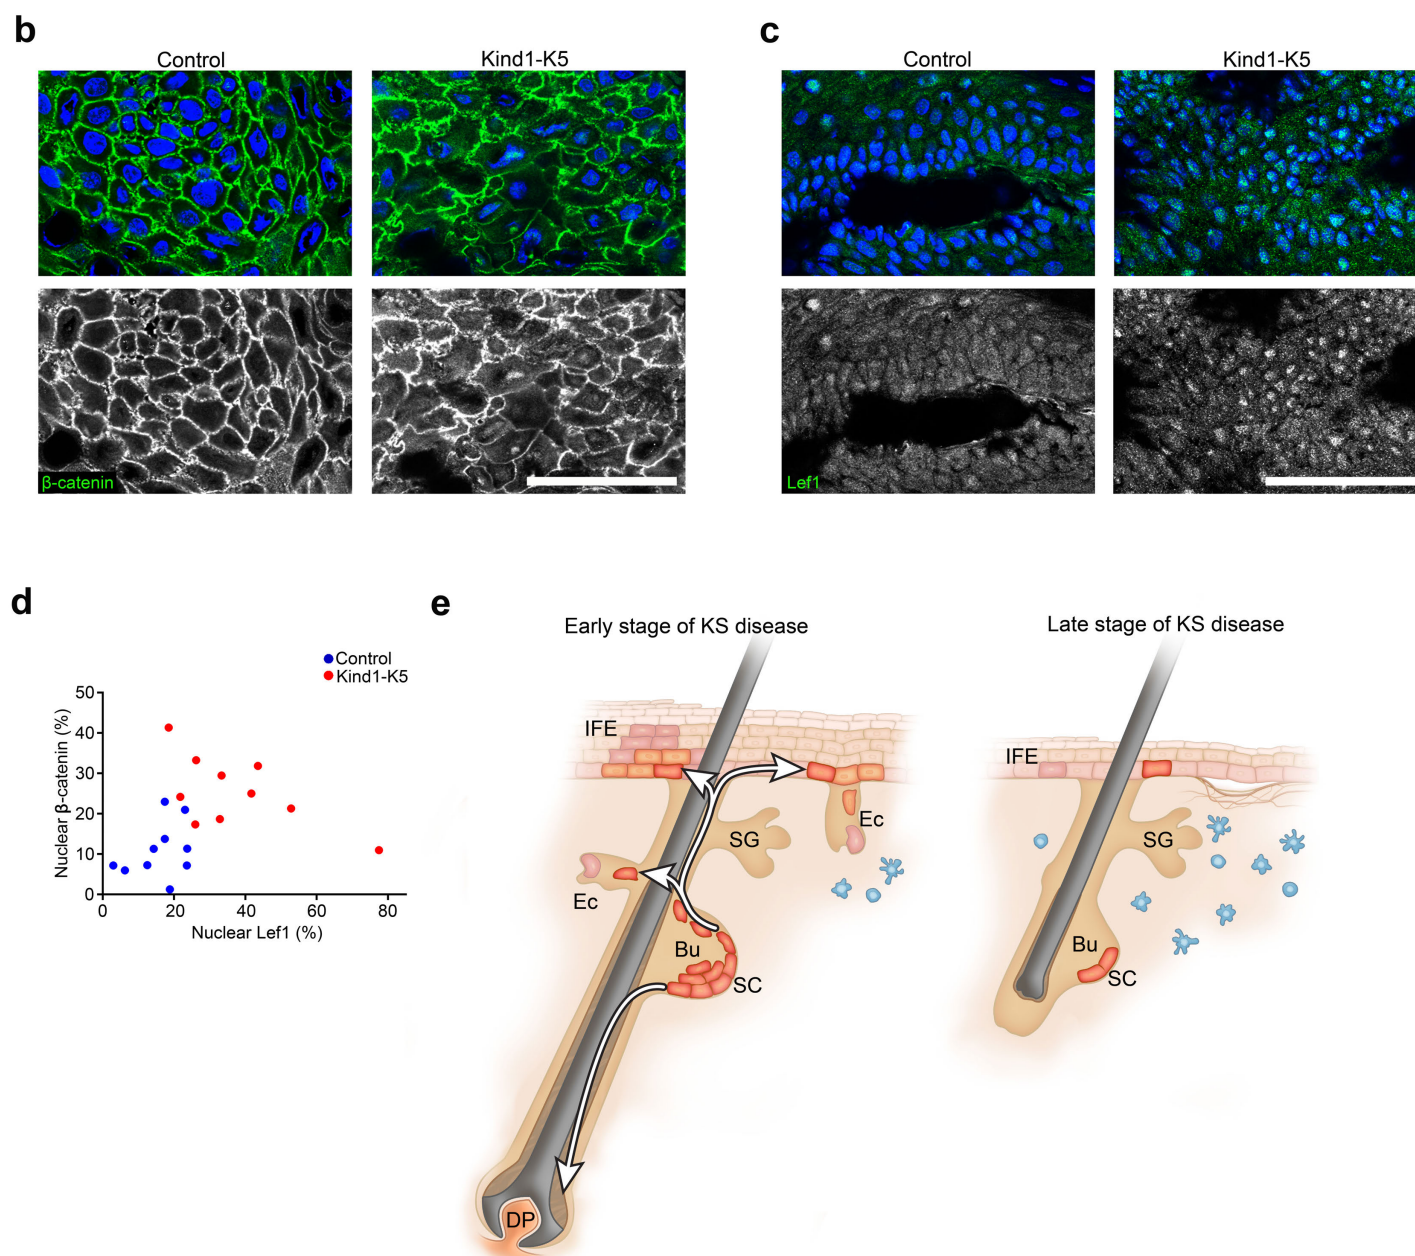 b
Control
Kind1-K5
β-catenin
c
Control
Kind1-K5
Lef1
d
Control
Kind1-K5
Nuclear β-catenin (%)
50
40
30
20
10
0
0 20 40 60 80
Nuclear Lef1 (%)
e
Early stage of KS disease
IFE
SG
Ec
Ec
Bu
SC
DP
Late stage of KS disease
IFE
SG
Bu
SC